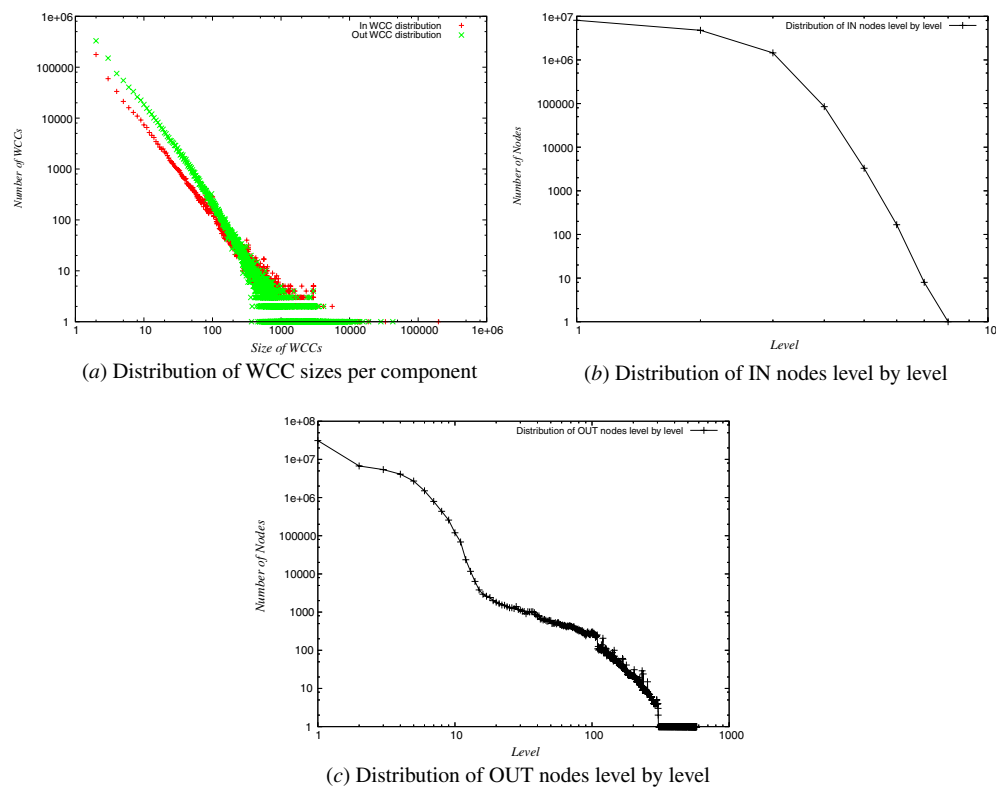 1e+06
100000
10000
1000
100
10
1
Number of WCCs
In WCC distribution
Out WCC distribution
1 10 100 1000 10000 100000 1e+06
Size of WCCs
(a) Distribution of WCC sizes per component
1e+07
1e+06
100000
10000
1000
100
10
1
Number of Nodes
Distribution of IN nodes level by level
1 10
Level
(b) Distribution of IN nodes level by level
1e+08
1e+07
1e+06
100000
10000
1000
100
10
1
Number of Nodes
Distribution of OUT nodes level by level
1 10 100 1000
Level
(c) Distribution of OUT nodes level by level